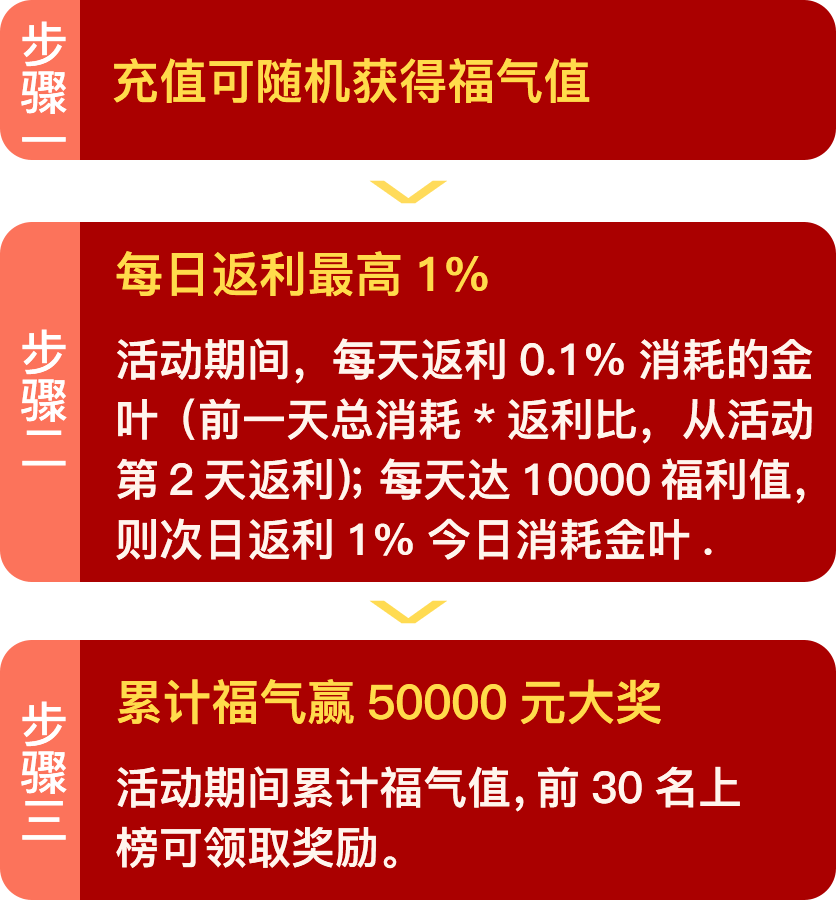 步骤一
充值可随机获得福气值
步骤二
每日返利最高 1%
活动期间，每天返利 0.1% 消耗的金
叶（前一天总消耗 * 返利比，从活动
第 2 天返利）；每天达 10000 福利值，
则次日返利 1% 今日消耗金叶 .
步骤三
累计福气赢 50000 元大奖
活动期间累计福气值，前 30 名上
榜可领取奖励。